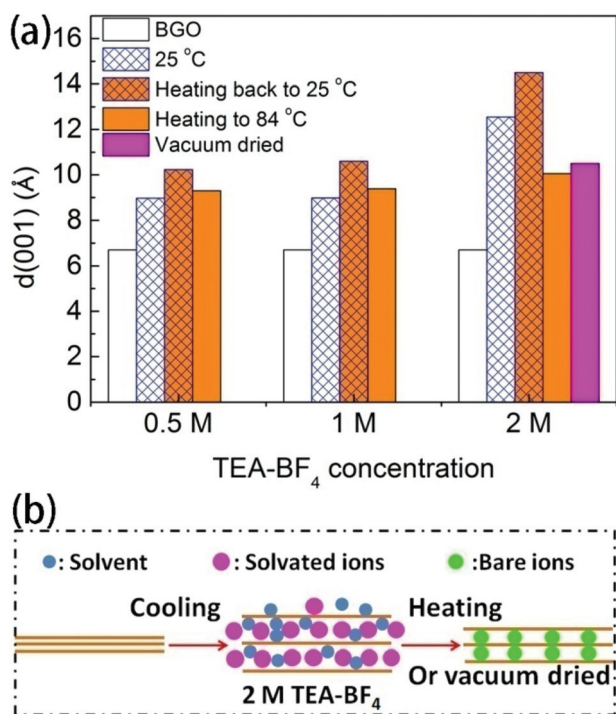 (a)
BGO
25 °C
Heating back to 25 °C
Heating to 84 °C
Vacuum dried
16
14
12
10
8
6
4
2
0
d(001) (Å)
0.5 M 1 M 2 M
TEA-BF₄ concentration
(b)
: Solvent : Solvated ions :Bare ions
Cooling Heating
Or vacuum dried
2 M TEA-BF₄